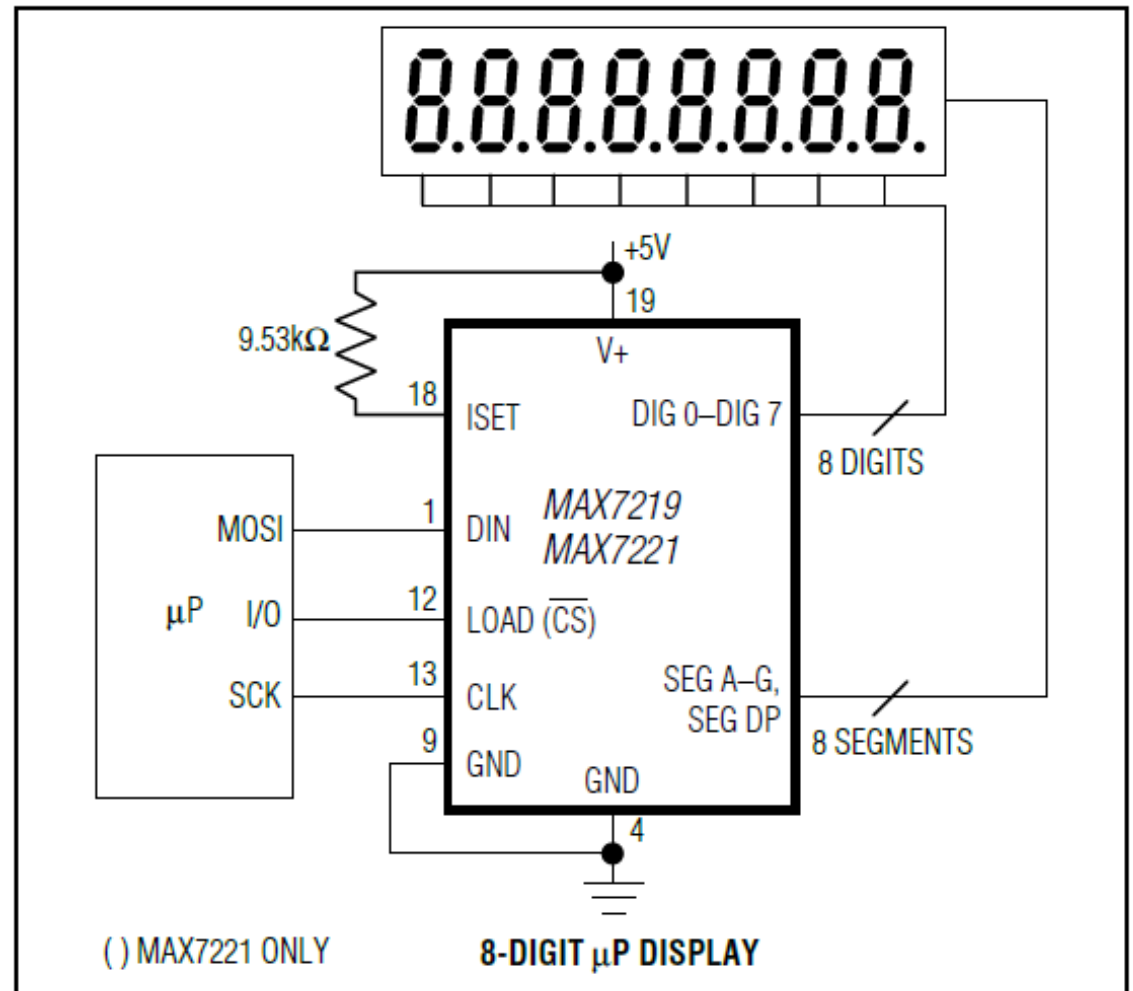 8.8.8.8.8.8.8.8.
+5V
19
9.53kΩ
V+
18
ISET
DIG 0–DIG 7
8 DIGITS
MOSI
1
DIN
MAX7219
MAX7221
µP
I/O
12
LOAD (C̅S̅)
SCK
13
CLK
SEG A–G,
SEG DP
8 SEGMENTS
9
GND
GND
4
( ) MAX7221 ONLY
8-DIGIT µP DISPLAY